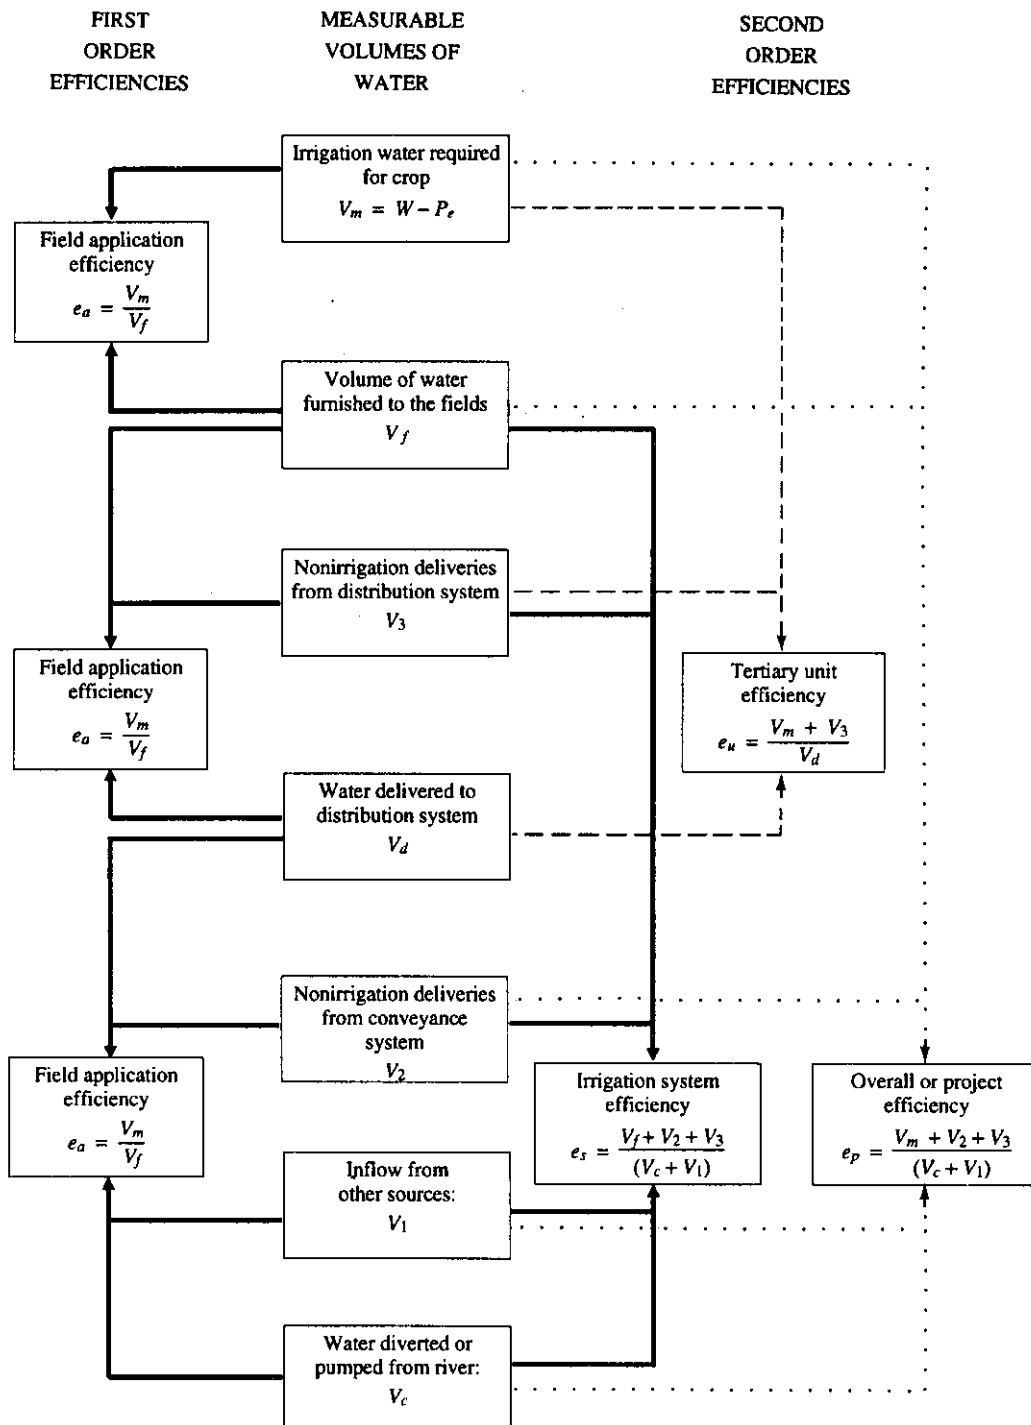 FIRST
ORDER
EFFICIENCIES
MEASURABLE
VOLUMES OF
WATER
SECOND
ORDER
EFFICIENCIES
Irrigation water required
for crop
V_m = W − P_e
Field application
efficiency
e_a = V_m / V_f
Volume of water
furnished to the fields
V_f
Nonirrigation deliveries
from distribution system
V_3
Field application
efficiency
e_a = V_m / V_f
Tertiary unit
efficiency
e_u = V_m + V_3 / V_d
Water delivered to
distribution system
V_d
Nonirrigation deliveries
from conveyance
system
V_2
Field application
efficiency
e_a = V_m / V_f
Irrigation system
efficiency
e_s = V_f + V_2 + V_3 / (V_c + V_1)
Overall or project
efficiency
e_p = V_m + V_2 + V_3 / (V_c + V_1)
Inflow from
other sources:
V_1
Water diverted or
pumped from river:
V_c